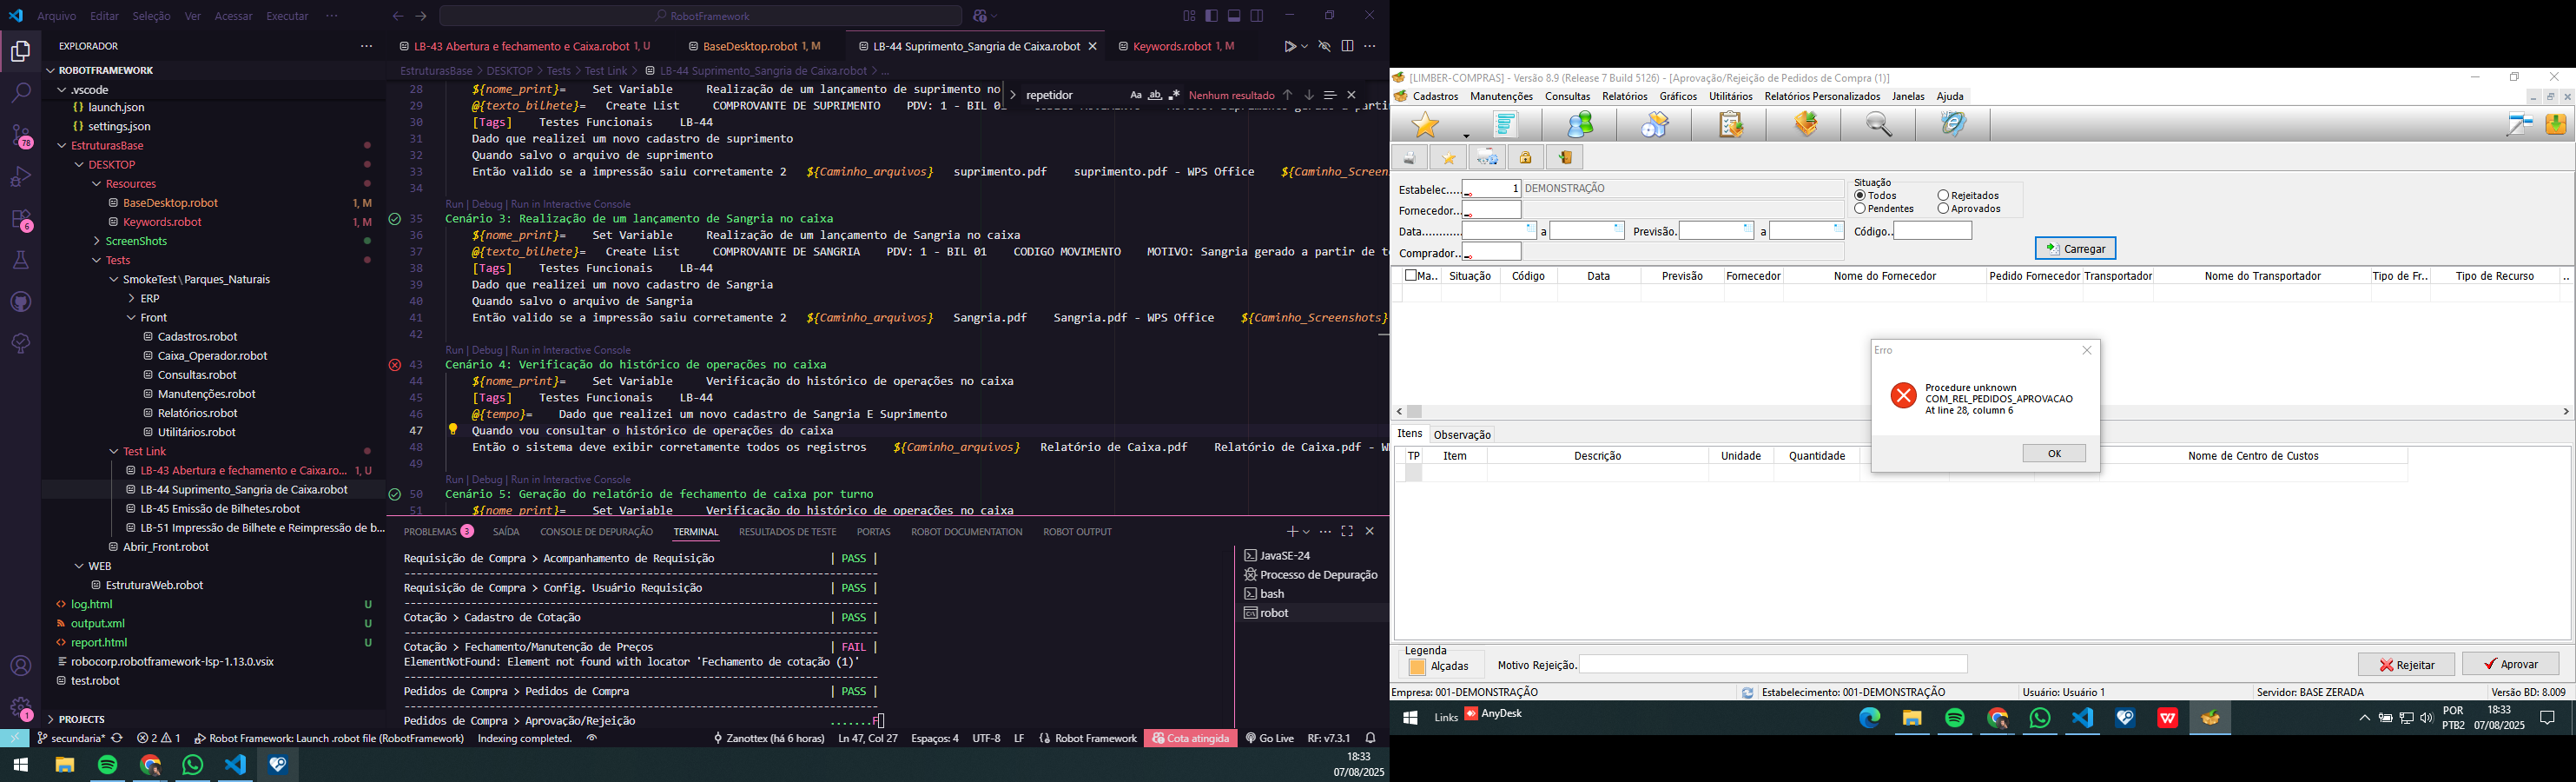 Arquivo Editar Seleção Ver Acessar Executar ···
RobotFramework
EXPLORADOR
ROBOTFRAMEWORK
.vscode
launch.json
settings.json
EstruturasBase
DESKTOP
Resources
BaseDesktop.robot 1, M
Keywords.robot 1, M
ScreenShots
Tests
SmokeTest\Parques_Naturais
ERP
Front
Cadastros.robot
Caixa_Operador.robot
Consultas.robot
Manutenções.robot
Relatórios.robot
Utilitários.robot
Test Link
LB-43 Abertura e fechamento e Caixa.ro... 1, U
LB-44 Suprimento_Sangria de Caixa.robot
LB-45 Emissão de Bilhetes.robot
LB-51 Impressão de Bilhete e Reimpressão de b...
Abrir_Front.robot
WEB
EstruturaWeb.robot
log.html U
output.xml U
report.html U
robocorp.robotframework-lsp-1.13.0.vsix
test.robot
PROJECTS
78
6
1
LB-43 Abertura e fechamento e Caixa.robot 1, U
BaseDesktop.robot 1, M
LB-44 Suprimento_Sangria de Caixa.robot
Keywords.robot 1, M
EstruturasBase > DESKTOP > Tests > Test Link > LB-44 Suprimento_Sangria de Caixa.robot > ...
repetidor Aa ab Nenhum resultado
28 ${nome_print}= Set Variable Realização de um lançamento de suprimento no
29 @{texto_bilhete}= Create List COMPROVANTE DE SUPRIMENTO PDV: 1 - BIL 01
30 [Tags] Testes Funcionais LB-44
31 Dado que realizei um novo cadastro de suprimento
32 Quando salvo o arquivo de suprimento
33 Então valido se a impressão saiu corretamente 2 ${Caminho_arquivos} suprimento.pdf suprimento.pdf - WPS Office ${Caminho_Screen
34
Run | Debug | Run in Interactive Console
35 Cenário 3: Realização de um lançamento de Sangria no caixa
36 ${nome_print}= Set Variable Realização de um lançamento de Sangria no caixa
37 @{texto_bilhete}= Create List COMPROVANTE DE SANGRIA PDV: 1 - BIL 01 CODIGO MOVIMENTO MOTIVO: Sangria gerado a partir de te
38 [Tags] Testes Funcionais LB-44
39 Dado que realizei um novo cadastro de Sangria
40 Quando salvo o arquivo de Sangria
41 Então valido se a impressão saiu corretamente 2 ${Caminho_arquivos} Sangria.pdf Sangria.pdf - WPS Office ${Caminho_Screenshots}
42
Run | Debug | Run in Interactive Console
43 Cenário 4: Verificação do histórico de operações no caixa
44 ${nome_print}= Set Variable Verificação do histórico de operações no caixa
45 [Tags] Testes Funcionais LB-44
46 @{tempo}= Dado que realizei um novo cadastro de Sangria E Suprimento
47 Quando vou consultar o histórico de operações do caixa
48 Então o sistema deve exibir corretamente todos os registros ${Caminho_arquivos} Relatório de Caixa.pdf Relatório de Caixa.pdf - W
49
Run | Debug | Run in Interactive Console
50 Cenário 5: Geração do relatório de fechamento de caixa por turno
51 ${nome_print}= Set Variable Verificação do histórico de operações no caixa
PROBLEMAS 3 SAÍDA CONSOLE DE DEPURAÇÃO TERMINAL RESULTADOS DE TESTE PORTAS ROBOT DOCUMENTATION ROBOT OUTPUT
Requisição de Compra > Acompanhamento de Requisição | PASS |
Requisição de Compra > Config. Usuário Requisição | PASS |
Cotação > Cadastro de Cotação | PASS |
Cotação > Fechamento/Manutenção de Preços | FAIL |
ElementNotFound: Element not found with locator 'Fechamento de cotação (1)'
Pedidos de Compra > Pedidos de Compra | PASS |
Pedidos de Compra > Aprovação/Rejeição .......F
JavaSE-24
Processo de Depuração
bash
robot
secundaria* 2 1 Robot Framework: Launch .robot file (RobotFramework) Indexing completed. Zanottex (há 6 horas) Ln 47, Col 27 Espaços: 4 UTF-8 LF Robot Framework Cota atingida Go Live RF: v7.3.1
18:33
07/08/2025
[LIMBER-COMPRAS] - Versão 8.9 (Release 7 Build 5126) - [Aprovação/Rejeição de Pedidos de Compra (1)]
Cadastros Manutenções Consultas Relatórios Gráficos Utilitários Relatórios Personalizados Janelas Ajuda
Estabelec..... 1 DEMONSTRAÇÃO
Fornecedor...
Data............ a Previsão. a Código..
Comprador...
Situação
Todos Rejeitados
Pendentes Aprovados
Carregar
Ma.. Situação Código Data Previsão Fornecedor Nome do Fornecedor Pedido Fornecedor Transportador Nome do Transportador Tipo de Fr.. Tipo de Recurso ..
Erro
Procedure unknown
COM_REL_PEDIDOS_APROVACAO
At line 28, column 6
OK
Itens Observação
TP Item Descrição Unidade Quantidade Nome de Centro de Custos
Legenda
Alçadas
Motivo Rejeição.
Rejeitar
Aprovar
Empresa: 001-DEMONSTRAÇÃO Estabelecimento: 001-DEMONSTRAÇÃO Usuário: Usuário 1 Servidor: BASE ZERADA Versão BD: 8.009
Links AnyDesk
POR
PTB2
18:33
07/08/2025